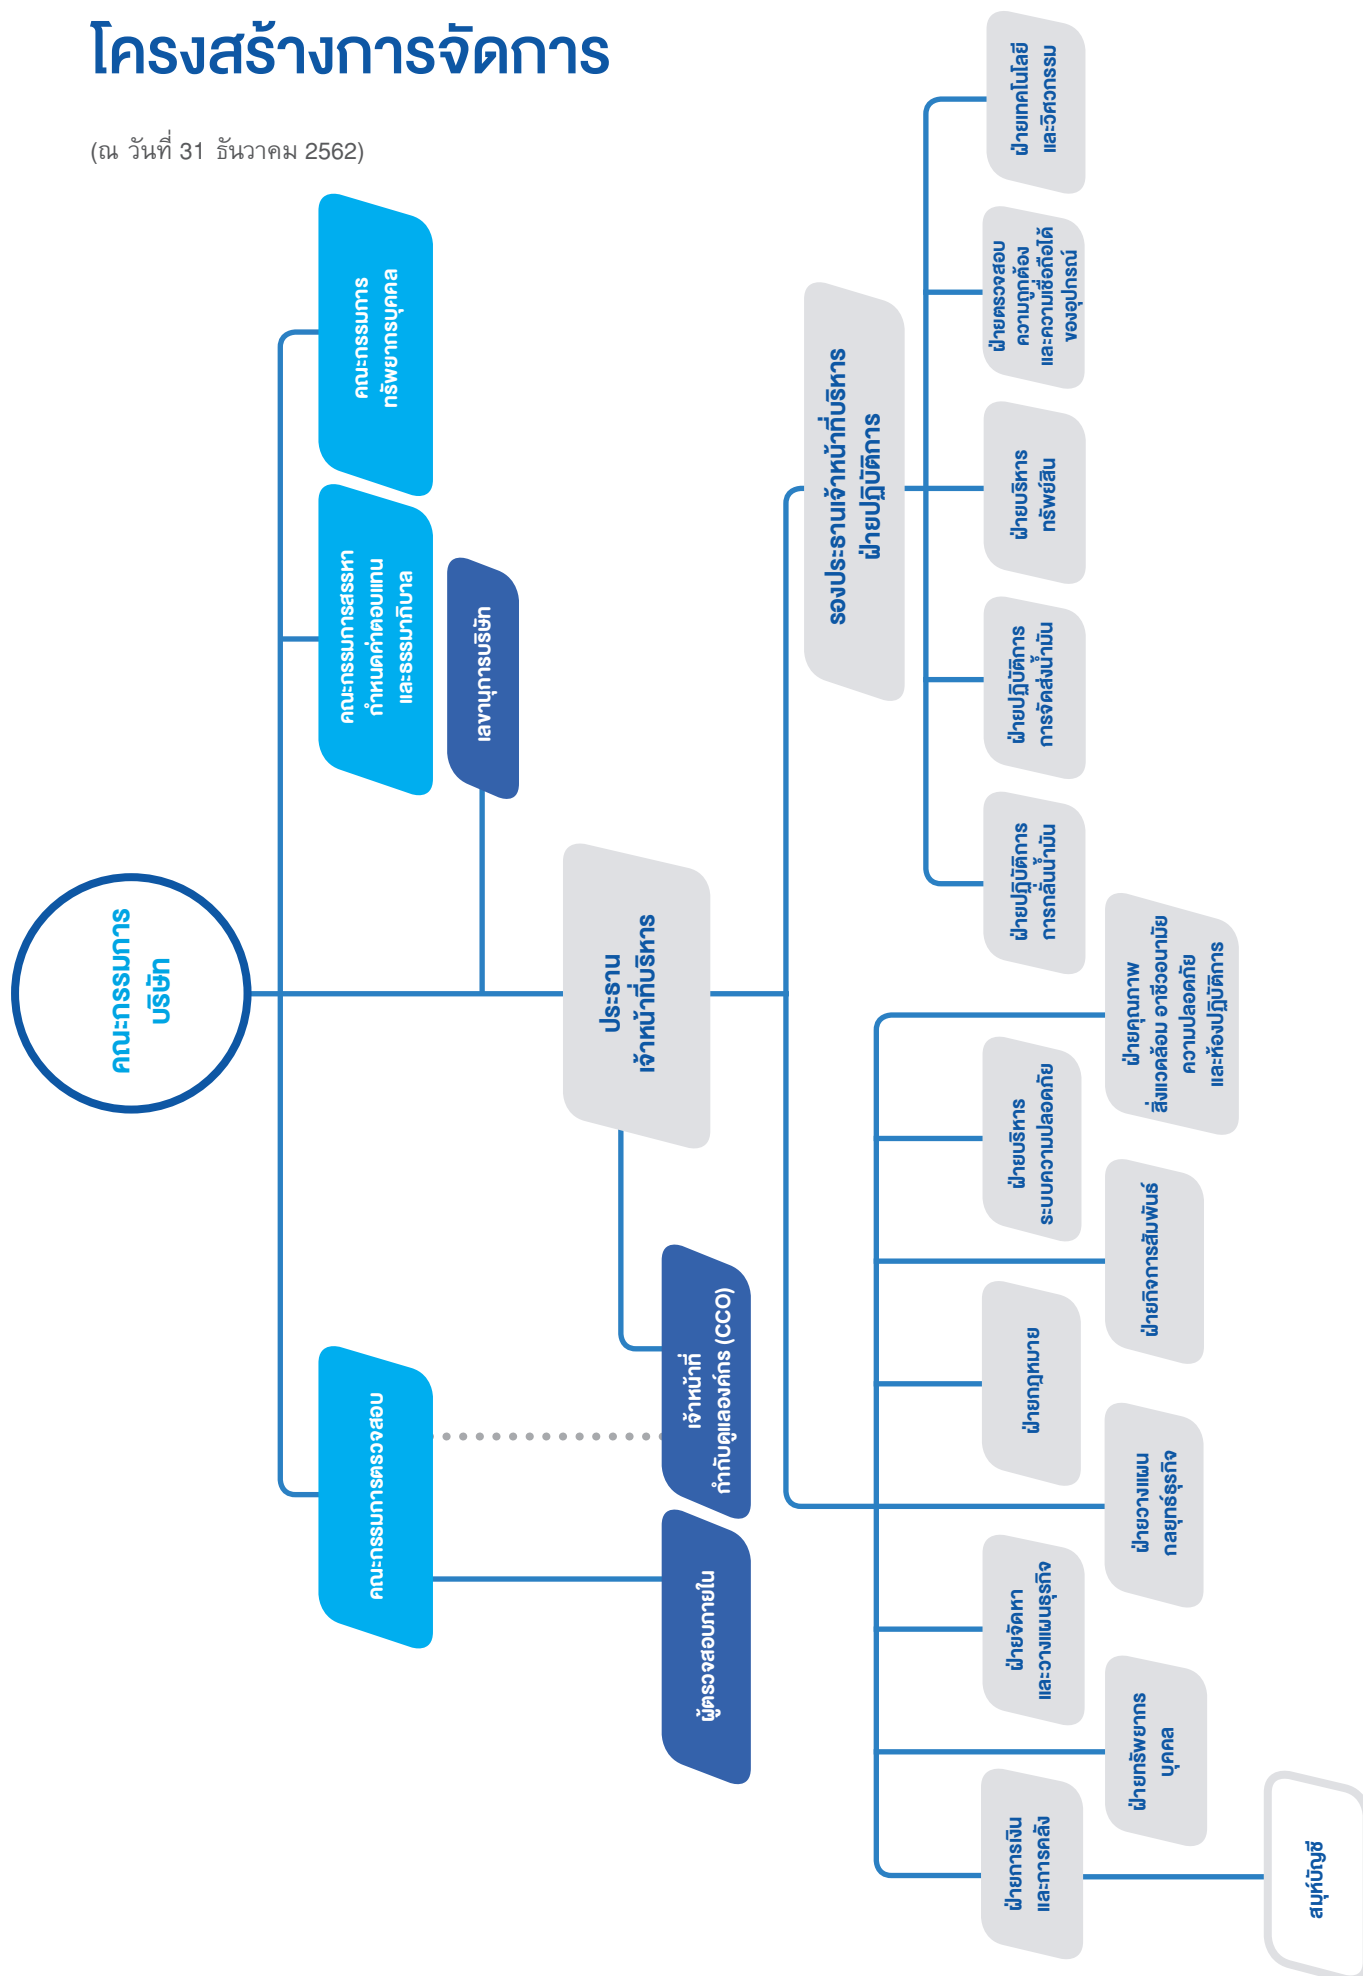 โครงสร้างการจัดการ
(ณ วันที่ 31 ธันวาคม 2562)
คณะกรรมการ
บริษัท
คณะกรรมการตรวจสอบ
คณะกรรมการสรรหา
กำหนดค่าตอบแทน
และธรรมาภิบาล
คณะกรรมการ
ทรัพยากรบุคคล
เลขานุการบริษัท
ประธาน
เจ้าหน้าที่บริหาร
ผู้ตรวจสอบภายใน
เจ้าหน้าที่
กำกับดูแลองค์กร (CCO)
รองประธานเจ้าหน้าที่บริหาร
ฝ่ายปฏิบัติการ
ฝ่ายการเงิน
และการคลัง
ฝ่ายจัดหา
และวางแผนธุรกิจ
ฝ่ายกฎหมาย
ฝ่ายบริหาร
ระบบความปลอดภัย
ฝ่ายปฏิบัติการ
การกลั่นน้ำมัน
ฝ่ายปฏิบัติการ
การจัดส่งน้ำมัน
ฝ่ายบริหาร
ทรัพย์สิน
ฝ่ายตรวจสอบ
ความถูกต้อง
และความเชื่อถือได้
ของอุปกรณ์
ฝ่ายเทคโนโลยี
และวิศวกรรม
ฝ่ายทรัพยากร
บุคคล
ฝ่ายวางแผน
กลยุทธ์ธุรกิจ
ฝ่ายกิจการสัมพันธ์
ฝ่ายคุณภาพ
สิ่งแวดล้อม อาชีวอนามัย
ความปลอดภัย
และห้องปฏิบัติการ
สมุห์บัญชี